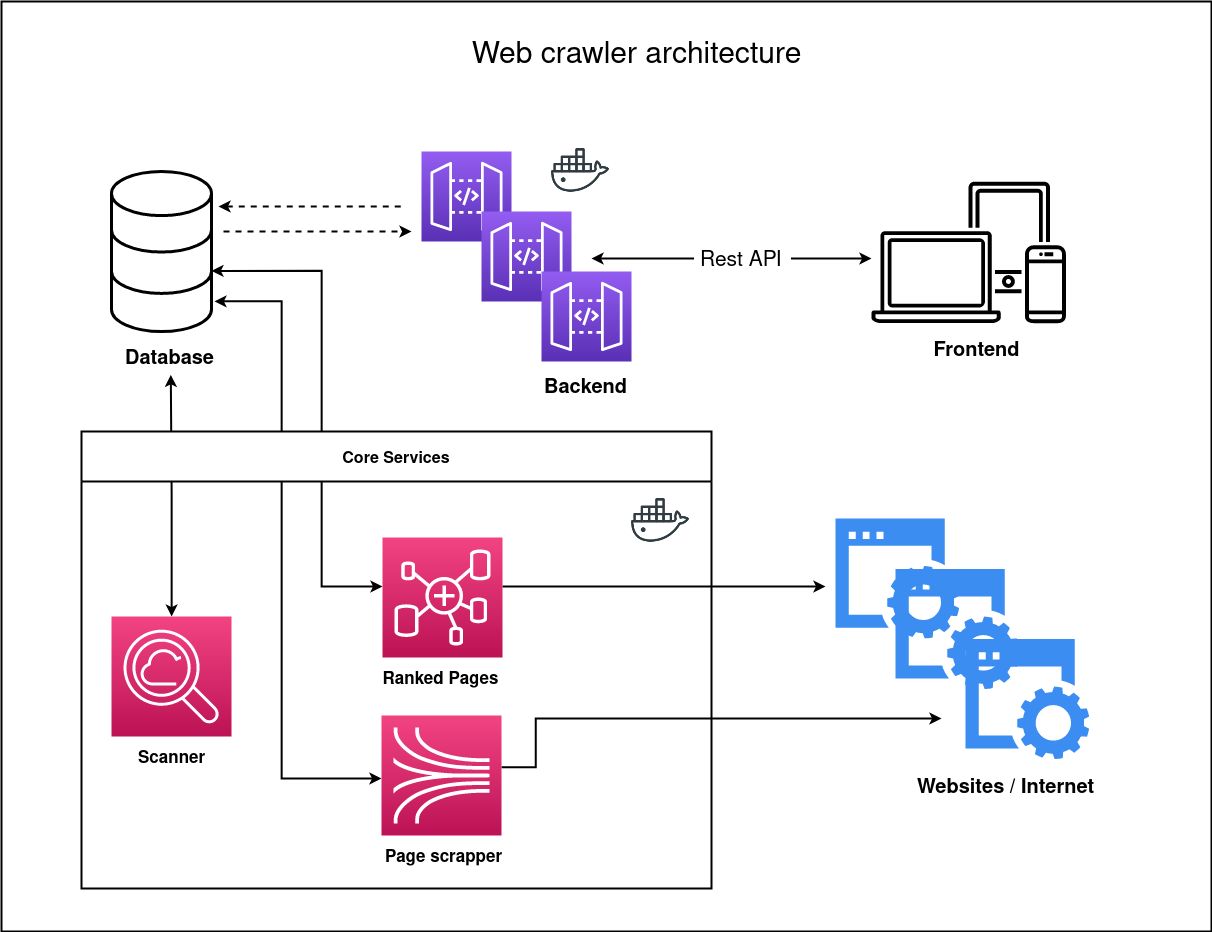 Web crawler architecture
Rest API
Database
Backend
Frontend
Core Services
Ranked Pages
Scanner
Page scrapper
Websites / Internet